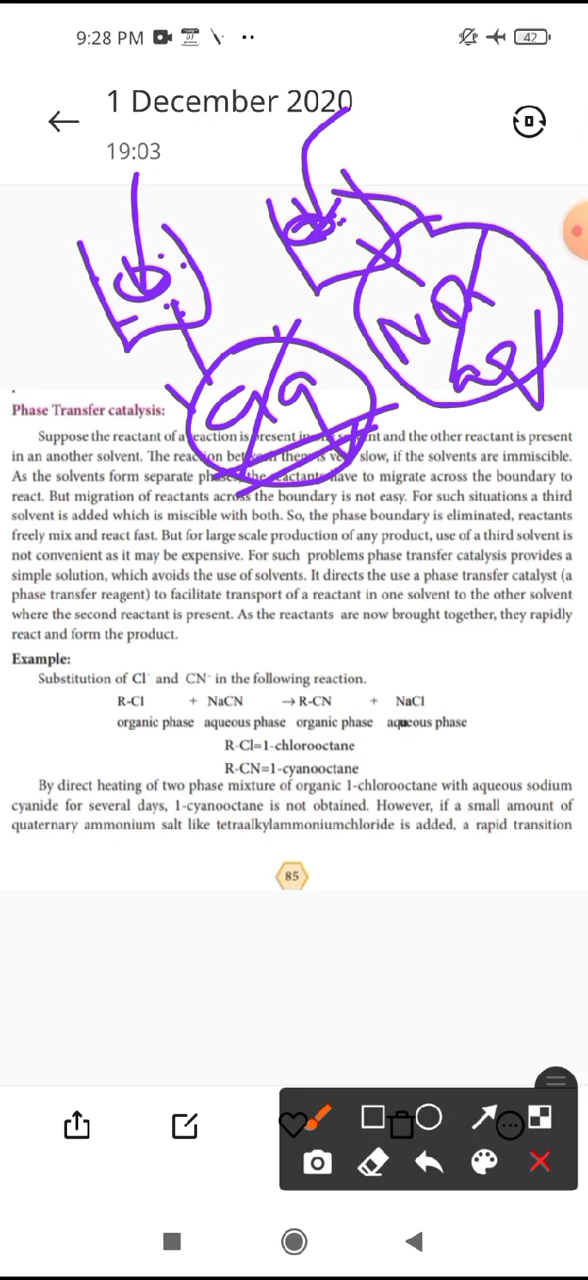 9:28 PM
42
1 December 2020
19:03
Phase Transfer catalysis:
Suppose the reactant of a reaction is present in one solvent and the other reactant is present
in an another solvent. The reaction between them is very slow, if the solvents are immiscible.
As the solvents form separate phases, the reactants have to migrate across the boundary to
react. But migration of reactants across the boundary is not easy. For such situations a third
solvent is added which is miscible with both. So, the phase boundary is eliminated, reactants
freely mix and react fast. But for large scale production of any product, use of a third solvent is
not convenient as it may be expensive. For such problems phase transfer catalysis provides a
simple solution, which avoids the use of solvents. It directs the use a phase transfer catalyst (a
phase transfer reagent) to facilitate transport of a reactant in one solvent to the other solvent
where the second reactant is present. As the reactants are now brought together, they rapidly
react and form the product.
Example:
Substitution of Cl⁻ and CN⁻ in the following reaction.
R-Cl + NaCN → R-CN + NaCl
organic phase aqueous phase organic phase aqueous phase
R-Cl=1-chlorooctane
R-CN=1-cyanooctane
By direct heating of two phase mixture of organic 1-chlorooctane with aqueous sodium
cyanide for several days, 1-cyanooctane is not obtained. However, if a small amount of
quaternary ammonium salt like tetraalkylammoniumchloride is added, a rapid transition
85